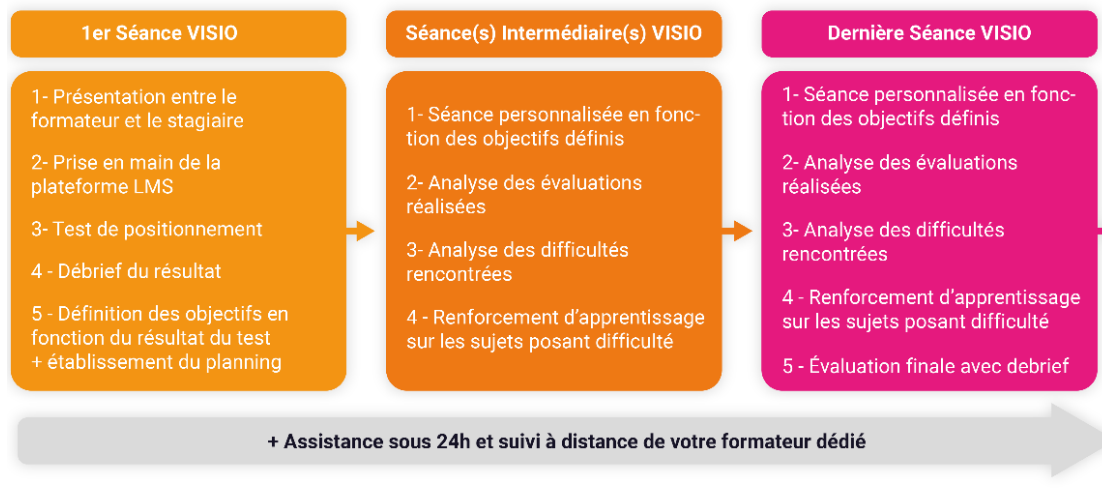 1er Séance VISIO
1- Présentation entre le
formateur et le stagiaire
2- Prise en main de la
plateforme LMS
3- Test de positionnement
4 - Débrief du résultat
5 - Définition des objectifs en
fonction du résultat du test
+ établissement du planning
Séance(s) Intermédiaire(s) VISIO
1- Séance personnalisée en fonc-
tion des objectifs définis
2- Analyse des évaluations
réalisées
3- Analyse des difficultés
rencontrées
4 - Renforcement d’apprentissage
sur les sujets posant difficulté
Dernière Séance VISIO
1- Séance personnalisée en fonc-
tion des objectifs définis
2- Analyse des évaluations
réalisées
3- Analyse des difficultés
rencontrées
4 - Renforcement d’apprentissage
sur les sujets posant difficulté
5 - Évaluation finale avec debrief
+ Assistance sous 24h et suivi à distance de votre formateur dédié